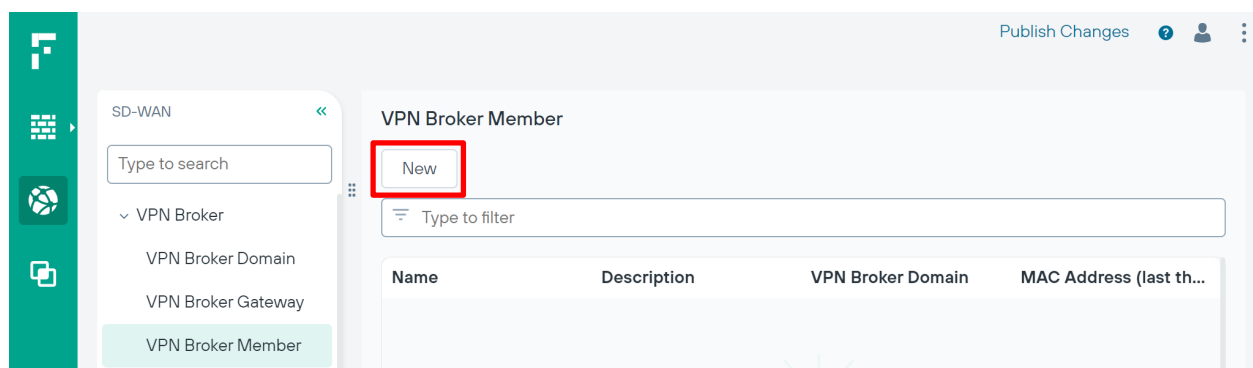 Publish Changes
SD-WAN
Type to search
VPN Broker
VPN Broker Domain
VPN Broker Gateway
VPN Broker Member
VPN Broker Member
New
Type to filter
Name Description VPN Broker Domain MAC Address (last th...